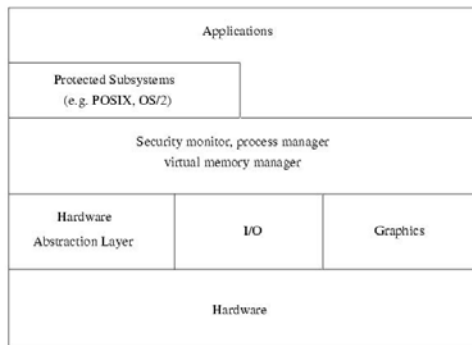 Applications
Protected Subsystems
(e.g. POSIX, OS/2)
Security monitor, process manager
virtual memory manager
Hardware
Abstraction Layer
I/O
Graphics
Hardware